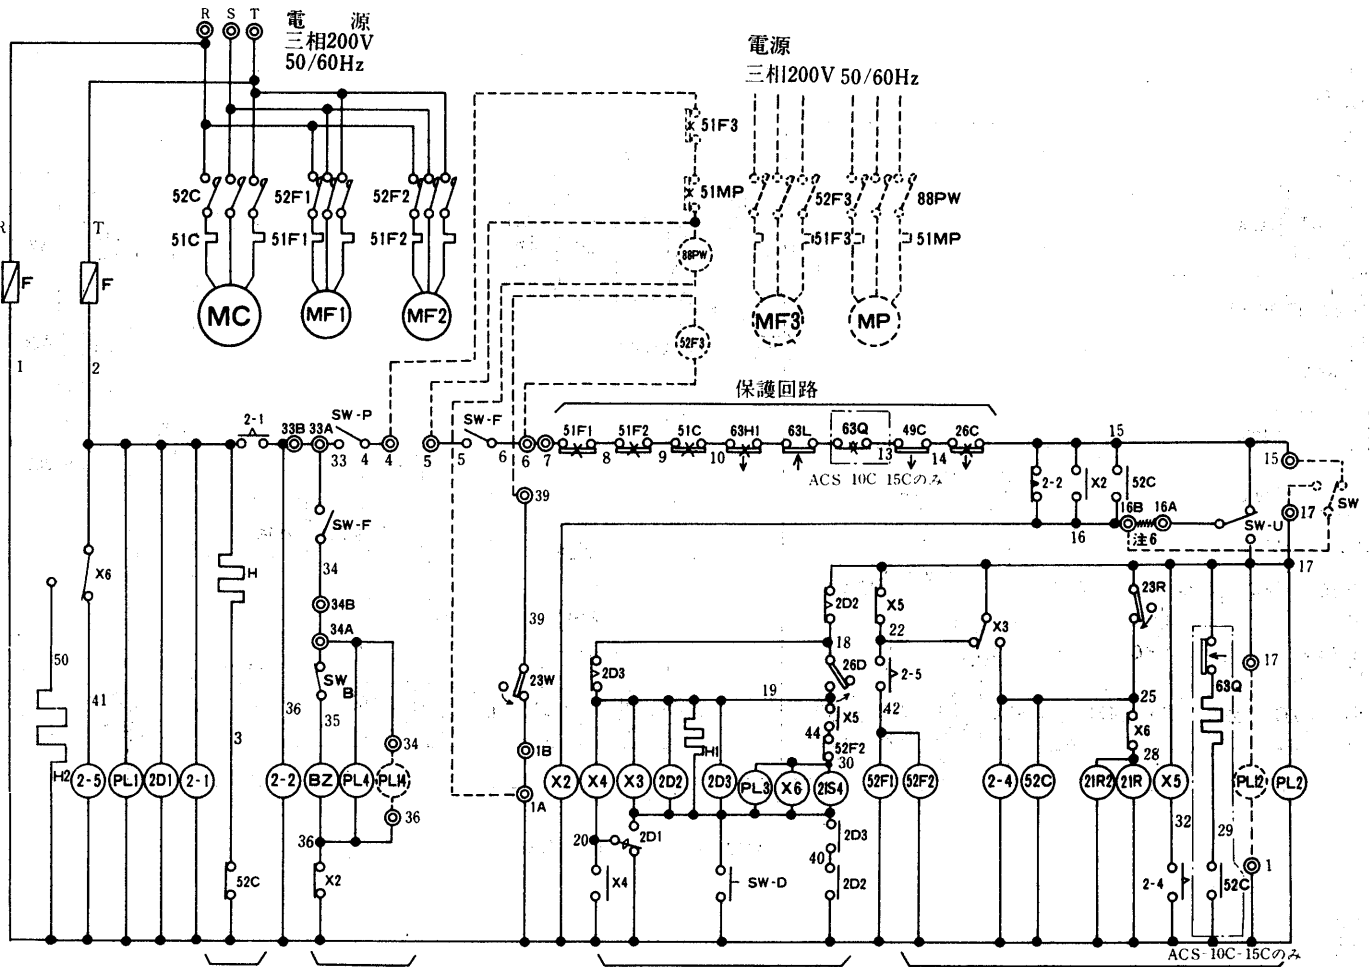 R S T
電 源
三相200V
50/60Hz
電源
三相200V 50/60Hz
51F3
52C 52F1 52F2
51MP
52F3 88PW
R T
51C 51F1 51F2
51F3 51MP
88PW
F F
MC MF1 MF2
MF3 MP
52F3
1 2
保護回路
2-1 33B 33A SW-P
33 4 4
5 5 SW-F 6 6 7
51F1 8 51F2 9 51C 10 63H1 63L 63Q 13 49C 14 26C
15 15
ACS 10C 15Cのみ
SW-F
39
2-2 X2 52C
16B 16A
16 注6
SW-U
17 SW
17
X6 H
34
34B
34A
SW B
35
39
23W
2D2 X5
18 22
X3
23R
50 41 3 36
2D3 26D 2-5
19 42
X5
44
52F2
30
25
X6
28
63Q
17
34
1B
1A
H2 2-5 PL1 2D1 2-1 2-2 BZ PL4 PL14
X2 X4 X3 2D2 H1 2D3 PL3 X6 21S4 52F1 52F2 2-4 52C 21R2 21R X5 PL12 PL2
36
36
20 2D1
2D3
40
2D2
32 29
52C X2 X4 SW-D
2-4 52C 1
ACS-10C-15Cのみ